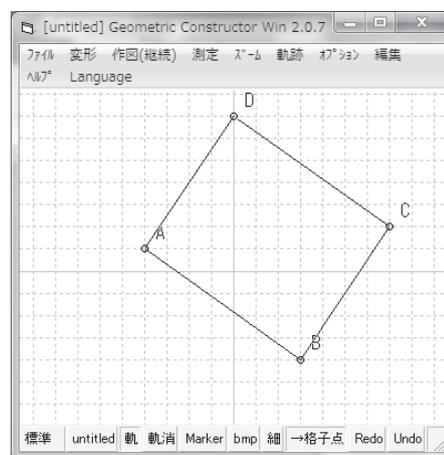 [untitled] Geometric Constructor Win 2.0.7
ﾌｧｲﾙ 変形 作図(継続) 測定 ｽﾞｰﾑ 軌跡 ｵﾌﾟｼｮﾝ 編集
ﾍﾙﾌﾟ Language
D
C
A
B
標準 untitled 軌 軌消 Marker bmp 細 →格子点 Redo Undo